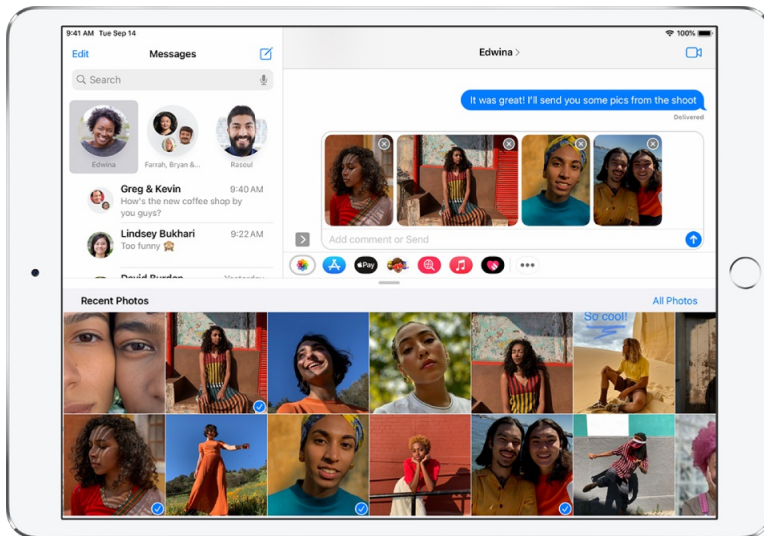 9:41 AM Tue Sep 14
100%
Edit
Messages
Search
Edwina
Farrah, Bryan &...
Rasoul
Greg & Kevin
9:40 AM
How's the new coffee shop by
you guys?
Lindsey Bukhari
9:22 AM
Too funny 🙈
David Burden
Yesterday
Edwina >
It was great! I'll send you some pics from the shoot
Delivered
Add comment or Send
Pay
Recent Photos
All Photos
So cool!